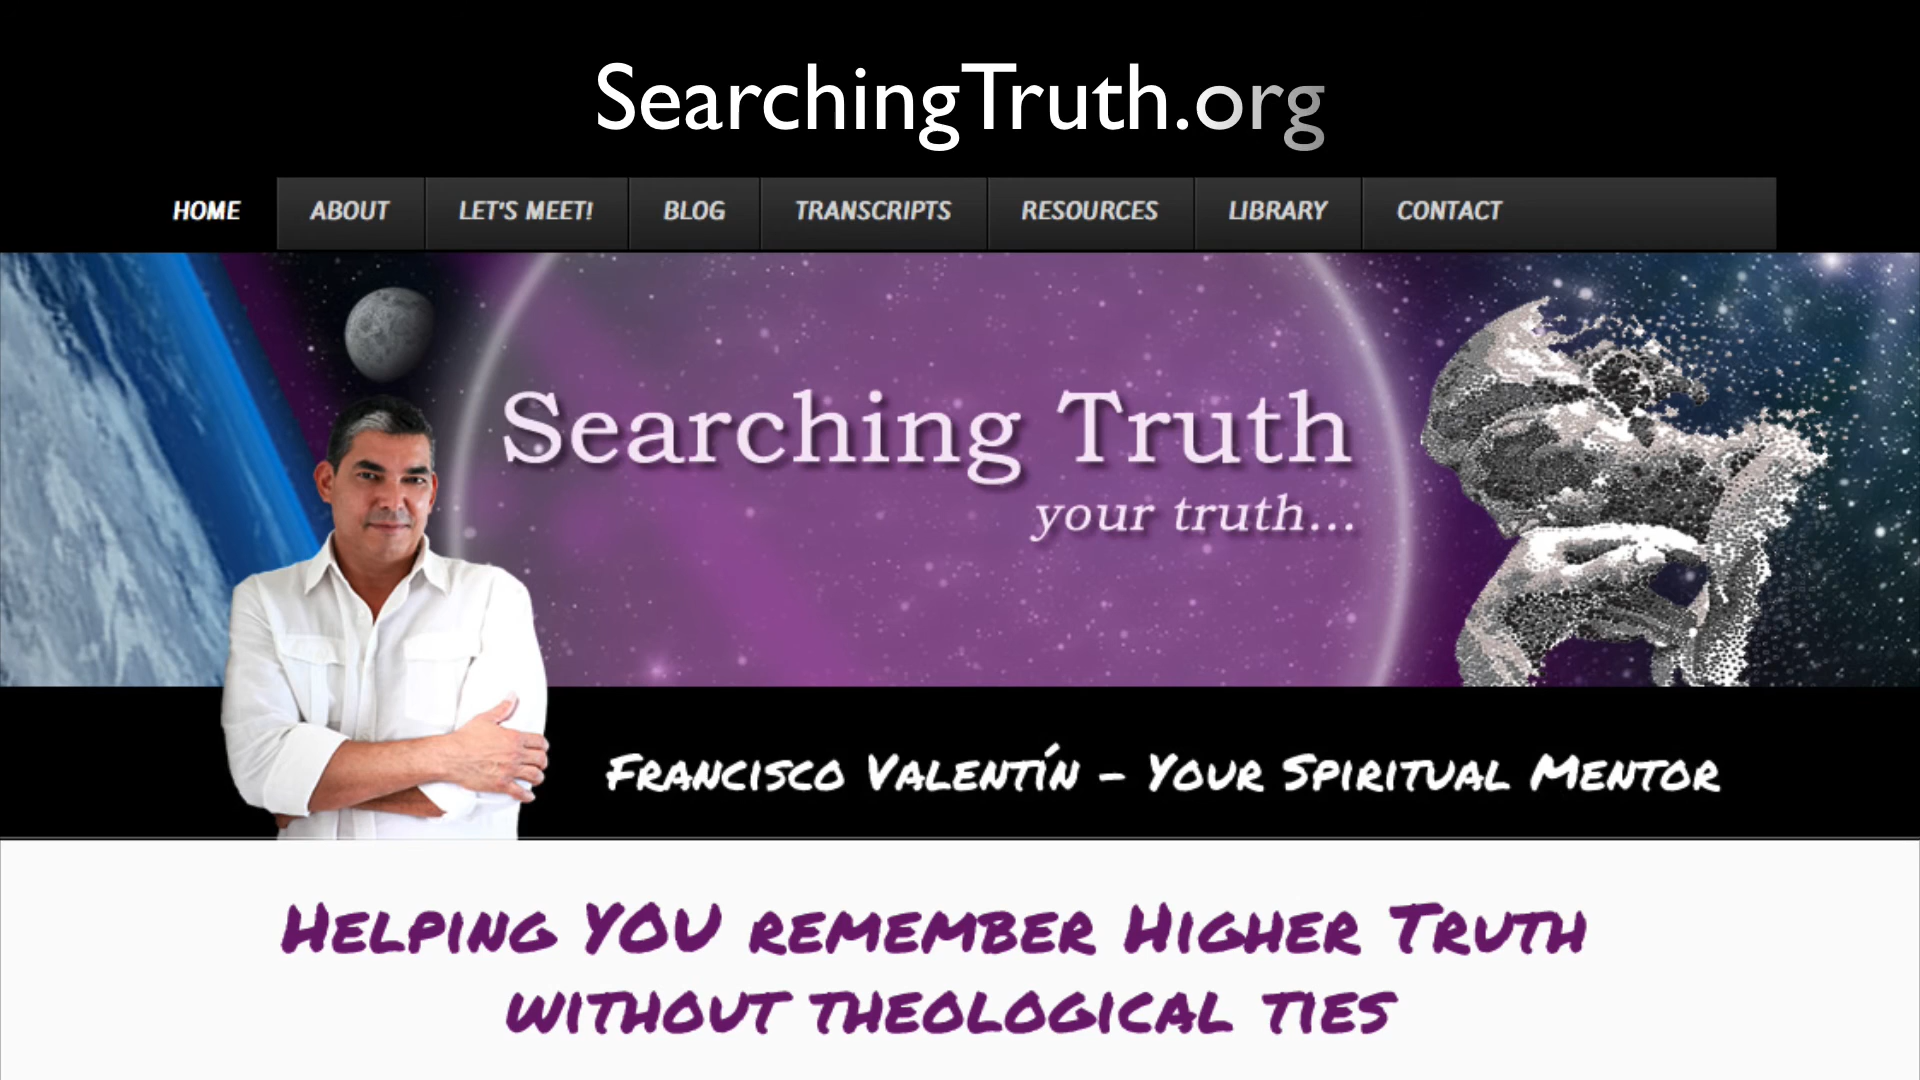 SearchingTruth.org
HOME ABOUT LET'S MEET! BLOG TRANSCRIPTS RESOURCES LIBRARY CONTACT
Searching Truth
your truth...
Francisco Valentín – Your Spiritual Mentor
Helping YOU remember Higher Truth
without theological ties